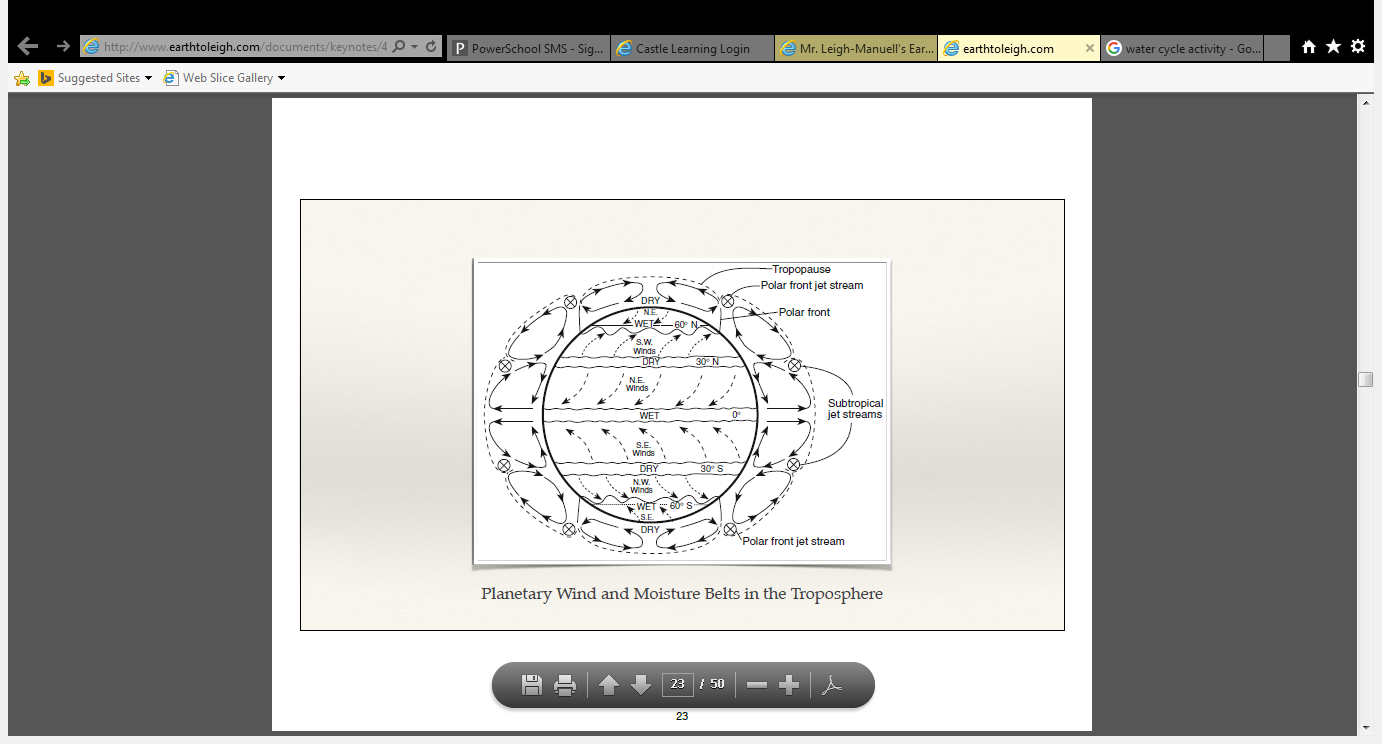 http://www.earthtoleigh.com/documents/keynotes/4
PowerSchool SMS - Sig...
Castle Learning Login
Mr. Leigh-Manuell's Ear...
earthtoleigh.com
water cycle activity - Go...
Suggested Sites
Web Slice Gallery
Tropopause
Polar front jet stream
Polar front
DRY
N.E.
WET
60° N
S.W.
Winds
DRY
30° N
N.E.
Winds
Subtropical
jet streams
WET
0°
S.E.
Winds
DRY
30° S
N.W.
Winds
WET
60° S
S.E.
DRY
Polar front jet stream
Planetary Wind and Moisture Belts in the Troposphere
23 / 50
23